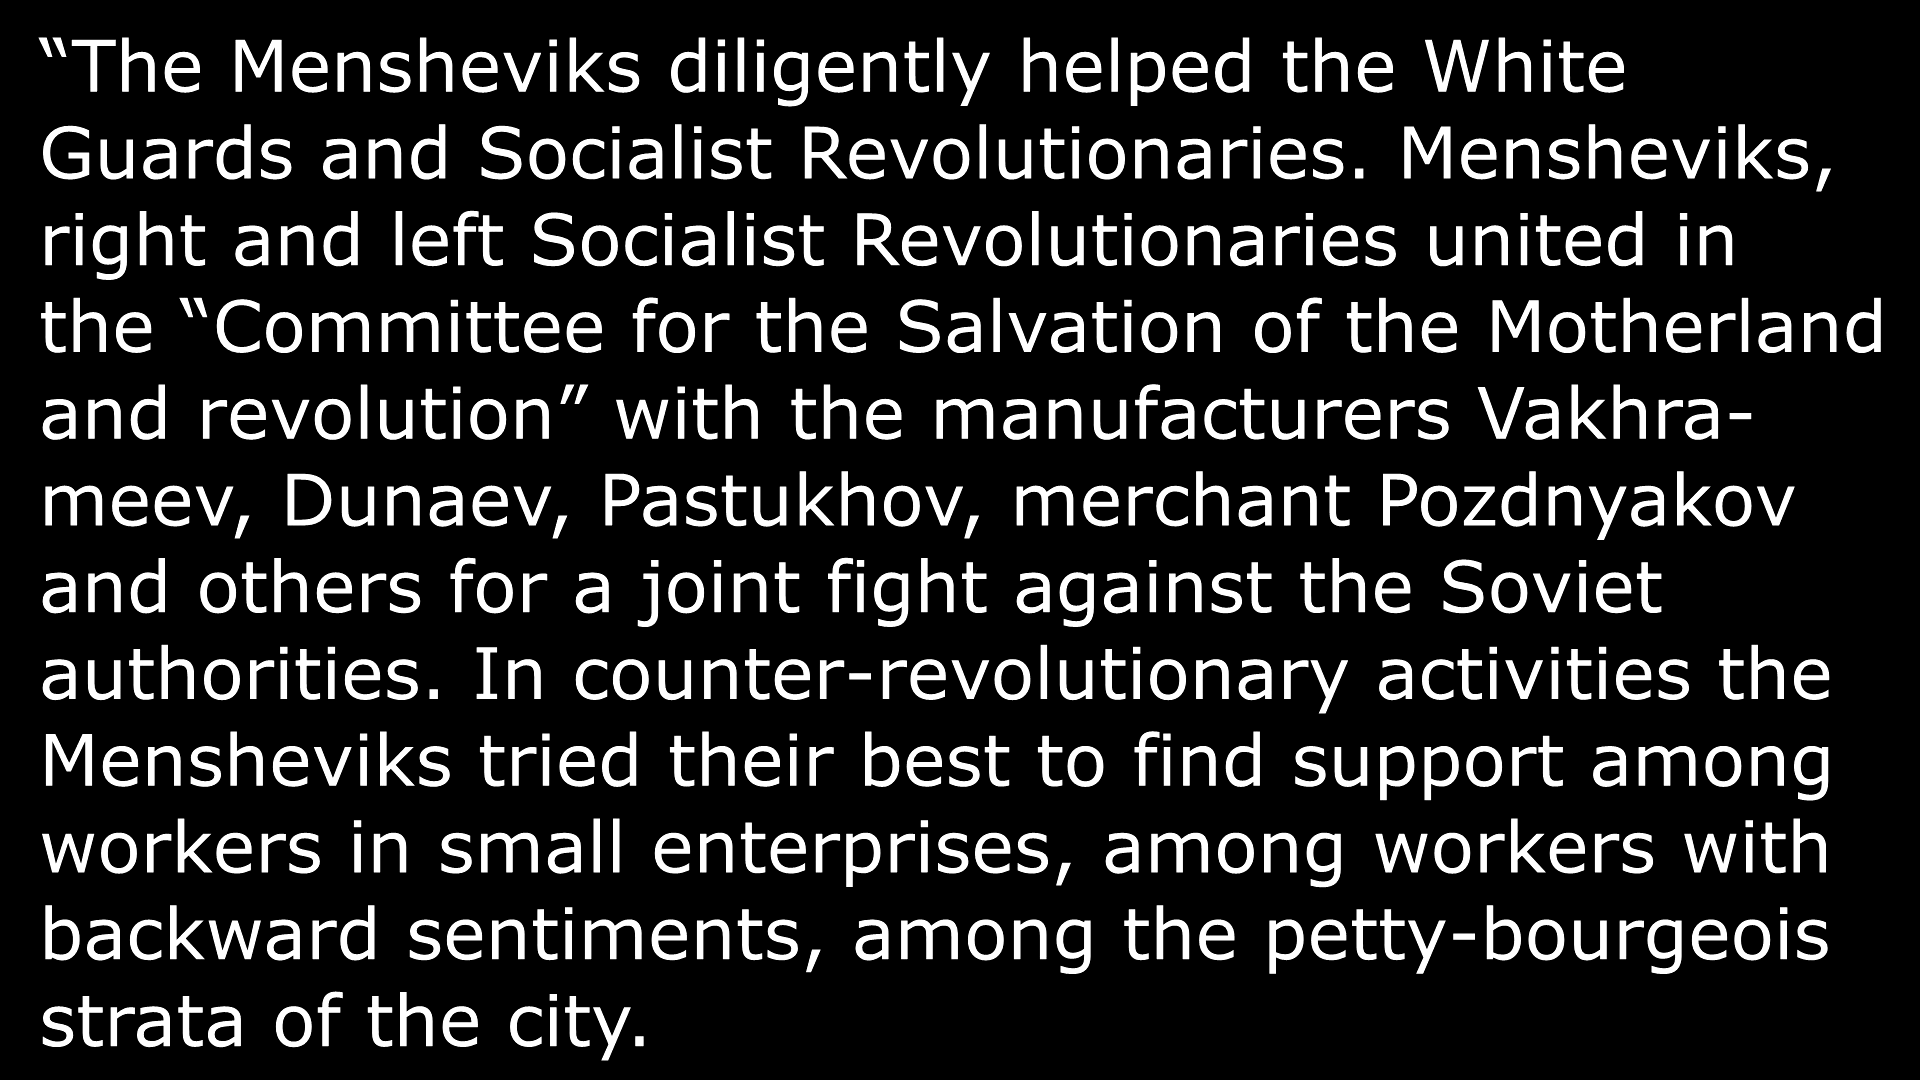 “The Mensheviks diligently helped the White
Guards and Socialist Revolutionaries. Mensheviks,
right and left Socialist Revolutionaries united in
the “Committee for the Salvation of the Motherland
and revolution” with the manufacturers Vakhra-
meev, Dunaev, Pastukhov, merchant Pozdnyakov
and others for a joint fight against the Soviet
authorities. In counter-revolutionary activities the
Mensheviks tried their best to find support among
workers in small enterprises, among workers with
backward sentiments, among the petty-bourgeois
strata of the city.